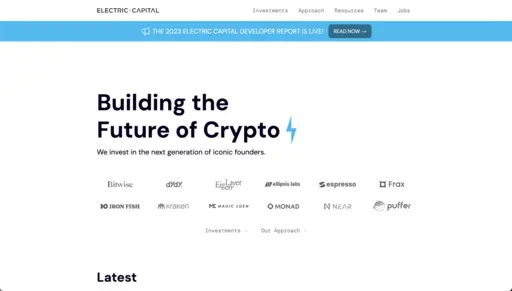 ELECTRIC CAPITAL
Investments Approach Resources Team Jobs
THE 2023 ELECTRIC CAPITAL DEVELOPER REPORT IS LIVE! READ NOW →
Building the
Future of Crypto
We invest in the next generation of iconic founders.
Bitwise dYdX EigenLayer ellipsis labs espresso Frax
IRON FISH kraken MAGIC EDEN MONAD NEAR puffer
Investments Our Approach
Latest